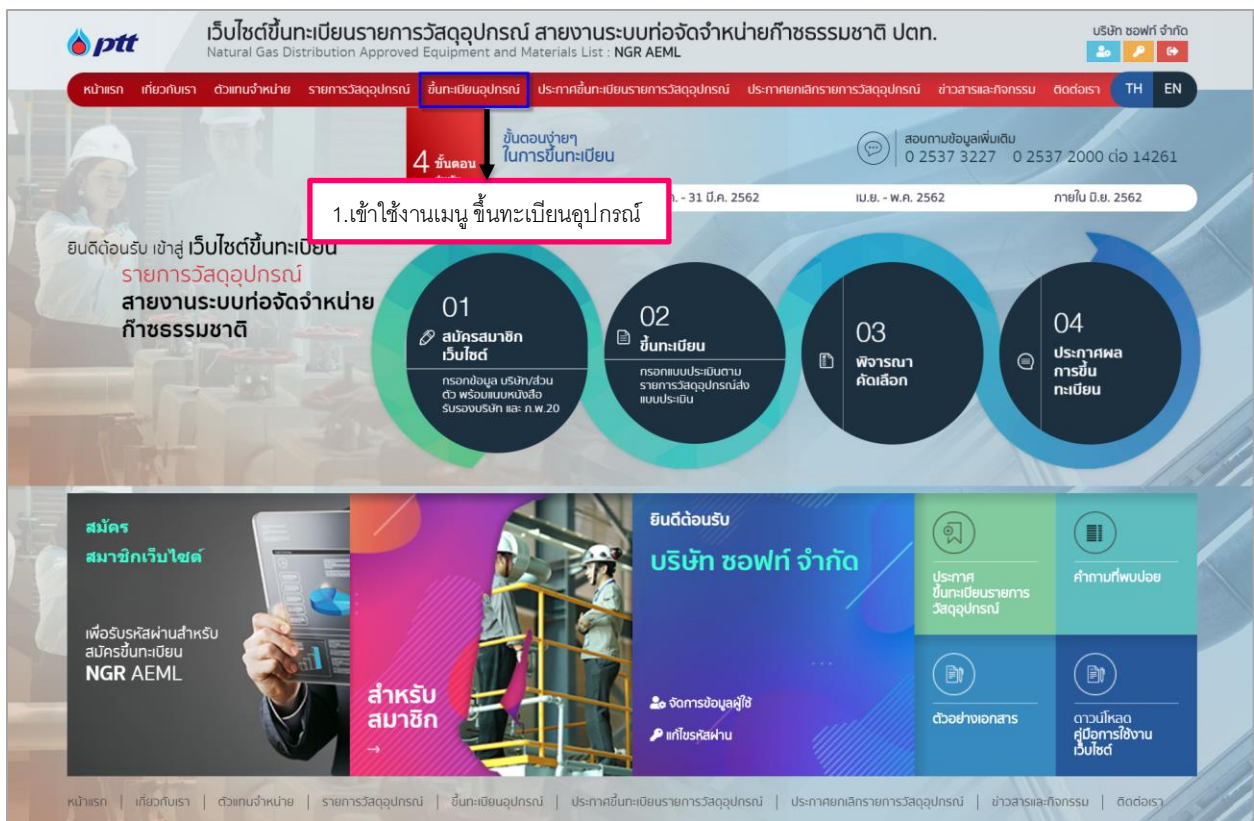 ptt
เว็บไซต์ขึ้นทะเบียนรายการวัสดุอุปกรณ์ สายงานระบบท่อจัดจำหน่ายก๊าซธรรมชาติ ปตท.
Natural Gas Distribution Approved Equipment and Materials List : NGR AEML
บริษัท ซอฟท์ จำกัด
หน้าแรก เกี่ยวกับเรา ตัวแทนจำหน่าย รายการวัสดุอุปกรณ์ ขึ้นทะเบียนอุปกรณ์ ประกาศขึ้นทะเบียนรายการวัสดุอุปกรณ์ ประกาศยกเลิกรายการวัสดุอุปกรณ์ ข่าวสารและกิจกรรม ติดต่อเรา TH EN
4 ขั้นตอน
ขั้นตอนง่ายๆ
ในการขึ้นทะเบียน
สอบถามข้อมูลเพิ่มเติม
0 2537 3227 0 2537 2000 ต่อ 14261
1.เข้าใช้งานเมนู ขึ้นทะเบียนอุปกรณ์
- 31 มี.ค. 2562
เม.ย. - พ.ค. 2562
ภายใน มิ.ย. 2562
ยินดีต้อนรับ เข้าสู่ เว็บไซต์ขึ้นทะเบียน
รายการวัสดุอุปกรณ์
สายงานระบบท่อจัดจำหน่าย
ก๊าซธรรมชาติ
01
สมัครสมาชิก
เว็บไซต์
กรอกข้อมูล บริษัท/ส่วน
ตัว พร้อมแนบหนังสือ
รับรองบริษัท และ ภ.พ.20
02
ขึ้นทะเบียน
กรอกแบบประเมินตาม
รายการวัสดุอุปกรณ์ส่ง
แบบประเมิน
03
พิจารณา
คัดเลือก
04
ประกาศผล
การขึ้น
ทะเบียน
สมัคร
สมาชิกเว็บไซต์
เพื่อรับรหัสผ่านสำหรับ
สมัครขึ้นทะเบียน
NGR AEML
สำหรับ
สมาชิก
→
ยินดีต้อนรับ
บริษัท ซอฟท์ จำกัด
จัดการข้อมูลผู้ใช้
แก้ไขรหัสผ่าน
ประกาศ
ขึ้นทะเบียนรายการ
วัสดุอุปกรณ์
คำถามที่พบบ่อย
ตัวอย่างเอกสาร
ดาวน์โหลด
คู่มือการใช้งาน
เว็บไซต์
หน้าแรก | เกี่ยวกับเรา | ตัวแทนจำหน่าย | รายการวัสดุอุปกรณ์ | ขึ้นทะเบียนอุปกรณ์ | ประกาศขึ้นทะเบียนรายการวัสดุอุปกรณ์ | ประกาศยกเลิกรายการวัสดุอุปกรณ์ | ข่าวสารและกิจกรรม | ติดต่อเรา